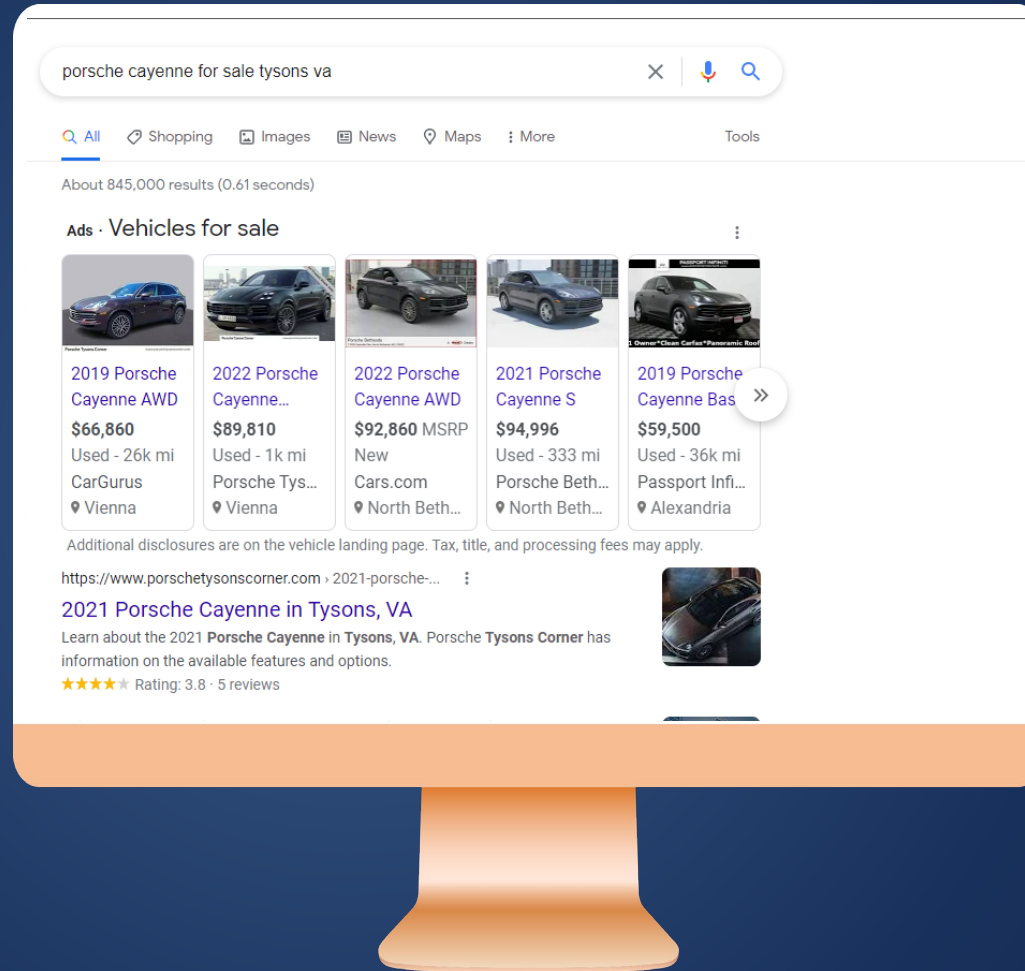 porsche cayenne for sale tysons va
All Shopping Images News Maps More Tools
About 845,000 results (0.61 seconds)
Ads · Vehicles for sale
Porsche Tysons Corner
Porsche Bethesda
PASSPORT INFINITI
1 Owner*Clean Carfax*Panoramic Roof
2019 Porsche
Cayenne AWD
$66,860
Used - 26k mi
CarGurus
Vienna
2022 Porsche
Cayenne...
$89,810
Used - 1k mi
Porsche Tys...
Vienna
2022 Porsche
Cayenne AWD
$92,860 MSRP
New
Cars.com
North Beth...
2021 Porsche
Cayenne S
$94,996
Used - 333 mi
Porsche Beth...
North Beth...
2019 Porsche
Cayenne Bas
$59,500
Used - 36k mi
Passport Infi...
Alexandria
Additional disclosures are on the vehicle landing page. Tax, title, and processing fees may apply.
https://www.porschetysonscorner.com › 2021-porsche-...
2021 Porsche Cayenne in Tysons, VA
Learn about the 2021 Porsche Cayenne in Tysons, VA. Porsche Tysons Corner has
information on the available features and options.
Rating: 3.8 · 5 reviews